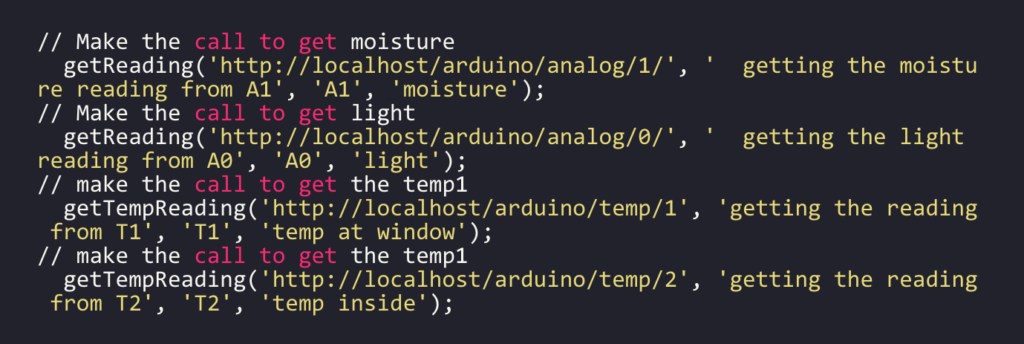 // Make the call to get moisture
  getReading('http://localhost/arduino/analog/1/', '  getting the moistu
re reading from A1', 'A1', 'moisture');
// Make the call to get light
  getReading('http://localhost/arduino/analog/0/', '  getting the light
reading from A0', 'A0', 'light');
// make the call to get the temp1
  getTempReading('http://localhost/arduino/temp/1', 'getting the reading
 from T1', 'T1', 'temp at window');
// make the call to get the temp1
  getTempReading('http://localhost/arduino/temp/2', 'getting the reading
 from T2', 'T2', 'temp inside');